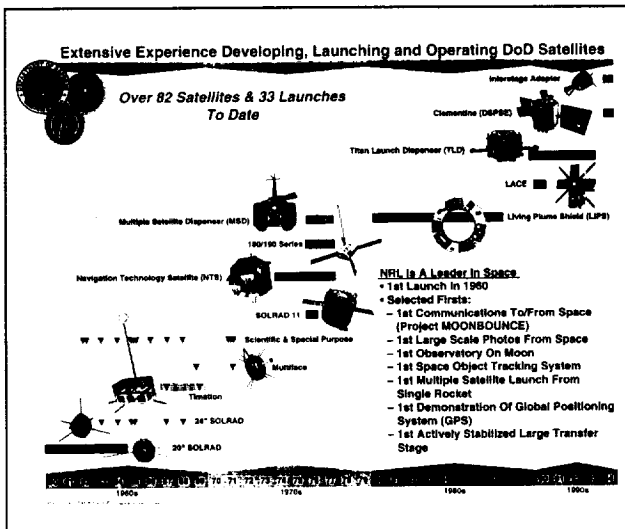 Extensive Experience Developing, Launching and Operating DoD Satellites
Over 82 Satellites & 33 Launches
To Date
Interstage Adapter
Clementine (DSPSE)
Titan Launch Dispenser (TLD)
LACE
Multiple Satellite Dispenser (MSD)
Living Plume Shield (LIPS)
180/190 Series
Navigation Technology Satellite (NTS)
SOLRAD 11
Scientific & Special Purpose
Multiface
Timation
24" SOLRAD
20" SOLRAD
NRL Is A Leader In Space
• 1st Launch In 1960
• Selected Firsts:
– 1st Communications To/From Space
(Project MOONBOUNCE)
– 1st Large Scale Photos From Space
– 1st Observatory On Moon
– 1st Space Object Tracking System
– 1st Multiple Satellite Launch From
Single Rocket
– 1st Demonstration Of Global Positioning
System (GPS)
– 1st Actively Stabilized Large Transfer
Stage
1960s
1970s
1980s
1990s